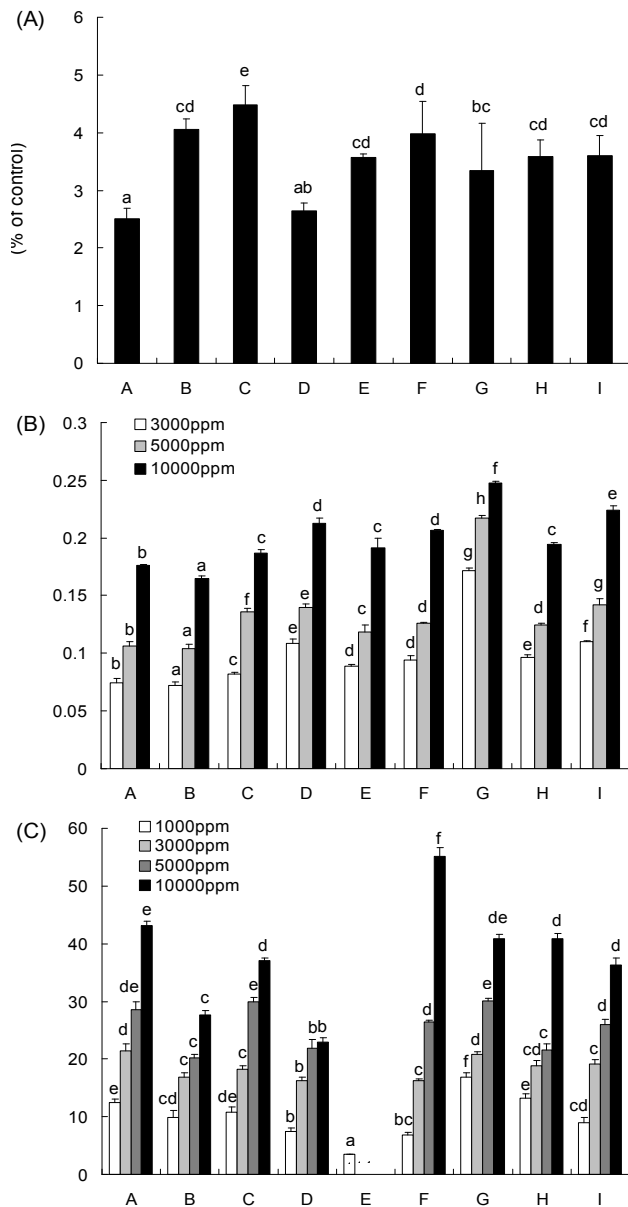 (A)
6
5
4
3
2
1
0
(% of control)
a
cd
e
ab
cd
d
bc
cd
cd
A B C D E F G H I
(B)
0.3
0.25
0.2
0.15
0.1
0.05
0
3000ppm
5000ppm
10000ppm
b b b
a a a
c f c
e e d
d c c
d d d
g h f
e d c
f g e
A B C D E F G H I
(C)
60
50
40
30
20
10
0
1000ppm
3000ppm
5000ppm
10000ppm
e d de e
cd c c c
de c e d
b b bb
a
bc c d f
f d e de
e cd c d
cd c e d
A B C D E F G H I